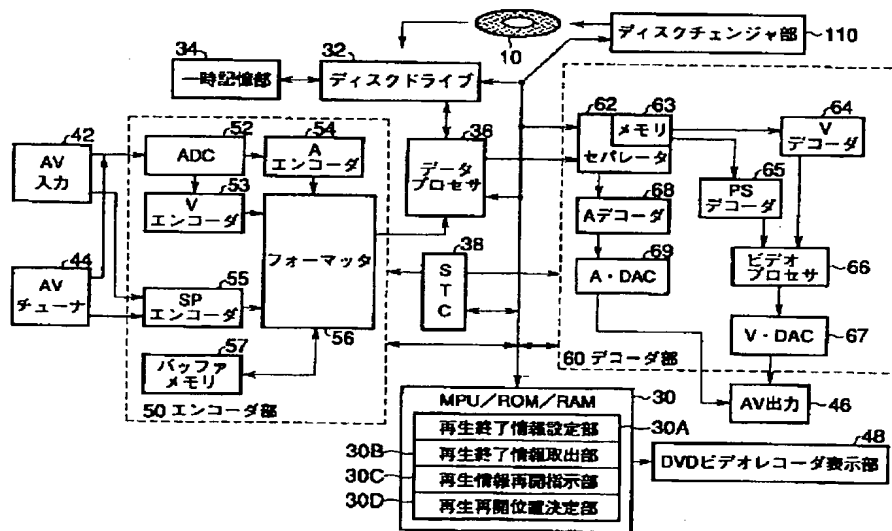 10
ディスクチェンジャ部
110
34
一時記憶部
32
ディスクドライブ
42
AV
入力
44
AV
チューナ
52
ADC
54
A
エンコーダ
53
V
エンコーダ
55
SP
エンコーダ
57
バッファ
メモリ
フォーマッタ
56
50 エンコーダ部
36
データ
プロセサ
38
S
T
C
62
63
メモリ
セパレータ
64
V
デコーダ
65
PS
デコーダ
68
Aデコーダ
69
A・DAC
ビデオ
プロセサ
66
V・DAC
67
60 デコーダ部
AV出力
46
MPU／ROM／RAM
30
30A
再生終了情報設定部
30B
再生終了情報取出部
30C
再生情報再開指示部
30D
再生再開位置決定部
48
DVDビデオレコーダ表示部